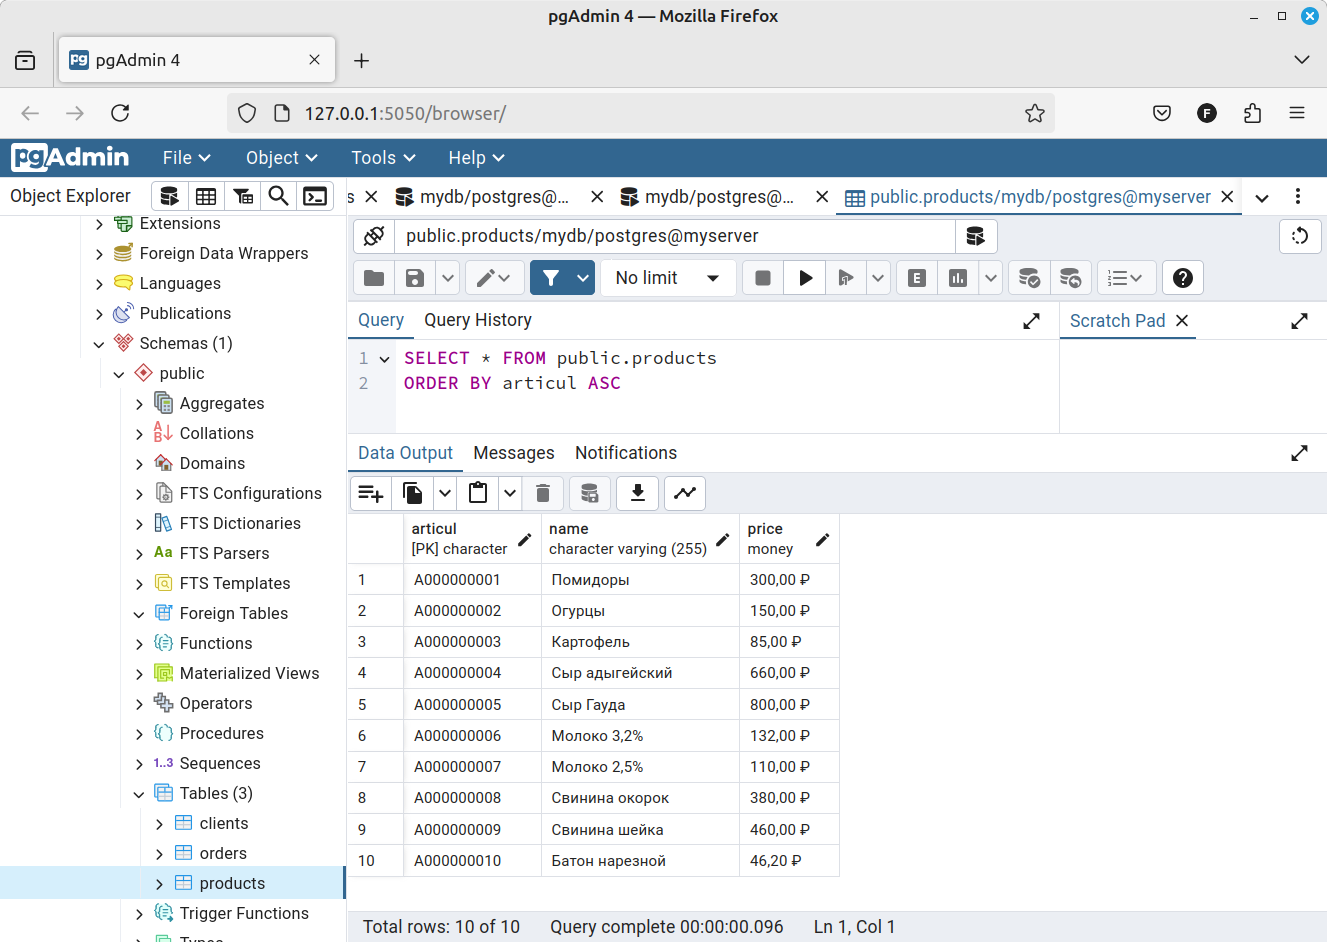 pgAdmin 4 — Mozilla Firefox
pgAdmin 4
127.0.0.1:5050/browser/
pgAdmin File Object Tools Help
Object Explorer
s mydb/postgres@... mydb/postgres@... public.products/mydb/postgres@myserver
public.products/mydb/postgres@myserver
No limit
E
Query Query History
Scratch Pad
1 SELECT * FROM public.products
2 ORDER BY articul ASC
Extensions
Foreign Data Wrappers
Languages
Publications
Schemas (1)
public
Aggregates
Collations
Domains
FTS Configurations
FTS Dictionaries
Aa FTS Parsers
FTS Templates
Foreign Tables
Functions
Materialized Views
Operators
Procedures
1..3 Sequences
Tables (3)
clients
orders
products
Trigger Functions
Types
Data Output Messages Notifications
articul name price
[PK] character character varying (255) money
1 A000000001 Помидоры 300,00 ₽
2 A000000002 Огурцы 150,00 ₽
3 A000000003 Картофель 85,00 ₽
4 A000000004 Сыр адыгейский 660,00 ₽
5 A000000005 Сыр Гауда 800,00 ₽
6 A000000006 Молоко 3,2% 132,00 ₽
7 A000000007 Молоко 2,5% 110,00 ₽
8 A000000008 Свинина окорок 380,00 ₽
9 A000000009 Свинина шейка 460,00 ₽
10 A000000010 Батон нарезной 46,20 ₽
Total rows: 10 of 10 Query complete 00:00:00.096 Ln 1, Col 1